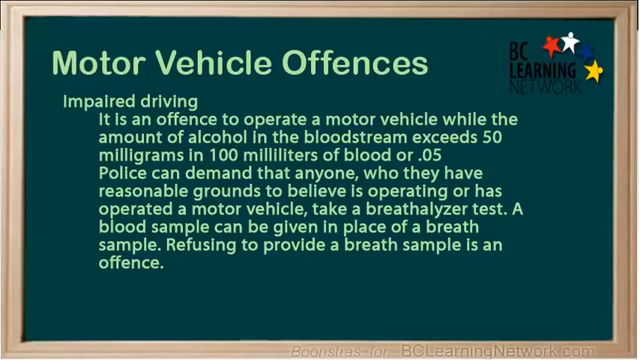 Motor Vehicle Offences
BC
LEARNING
NETWORK
Impaired driving
It is an offence to operate a motor vehicle while the
amount of alcohol in the bloodstream exceeds 50
milligrams in 100 milliliters of blood or .05
Police can demand that anyone, who they have
reasonable grounds to believe is operating or has
operated a motor vehicle, take a breathalyzer test. A
blood sample can be given in place of a breath
sample. Refusing to provide a breath sample is an
offence.
Boonstras for BCLearningNetwork.com